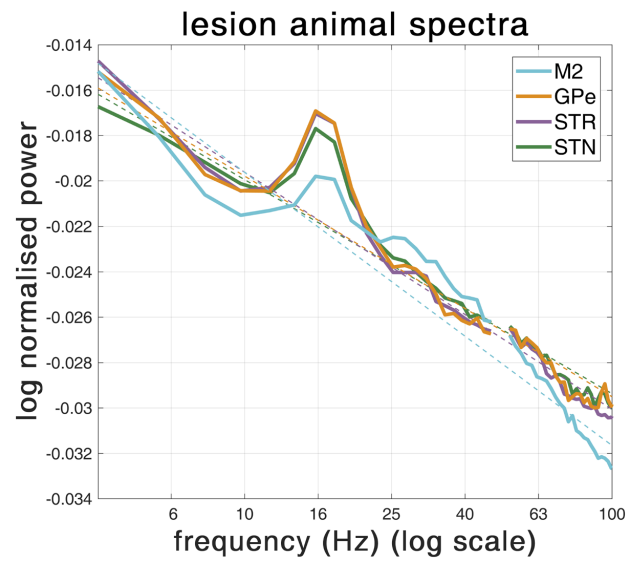 lesion animal spectra
log normalised power
-0.014
-0.016
-0.018
-0.02
-0.022
-0.024
-0.026
-0.028
-0.03
-0.032
-0.034
M2
GPe
STR
STN
6 10 16 25 40 63 100
frequency (Hz) (log scale)